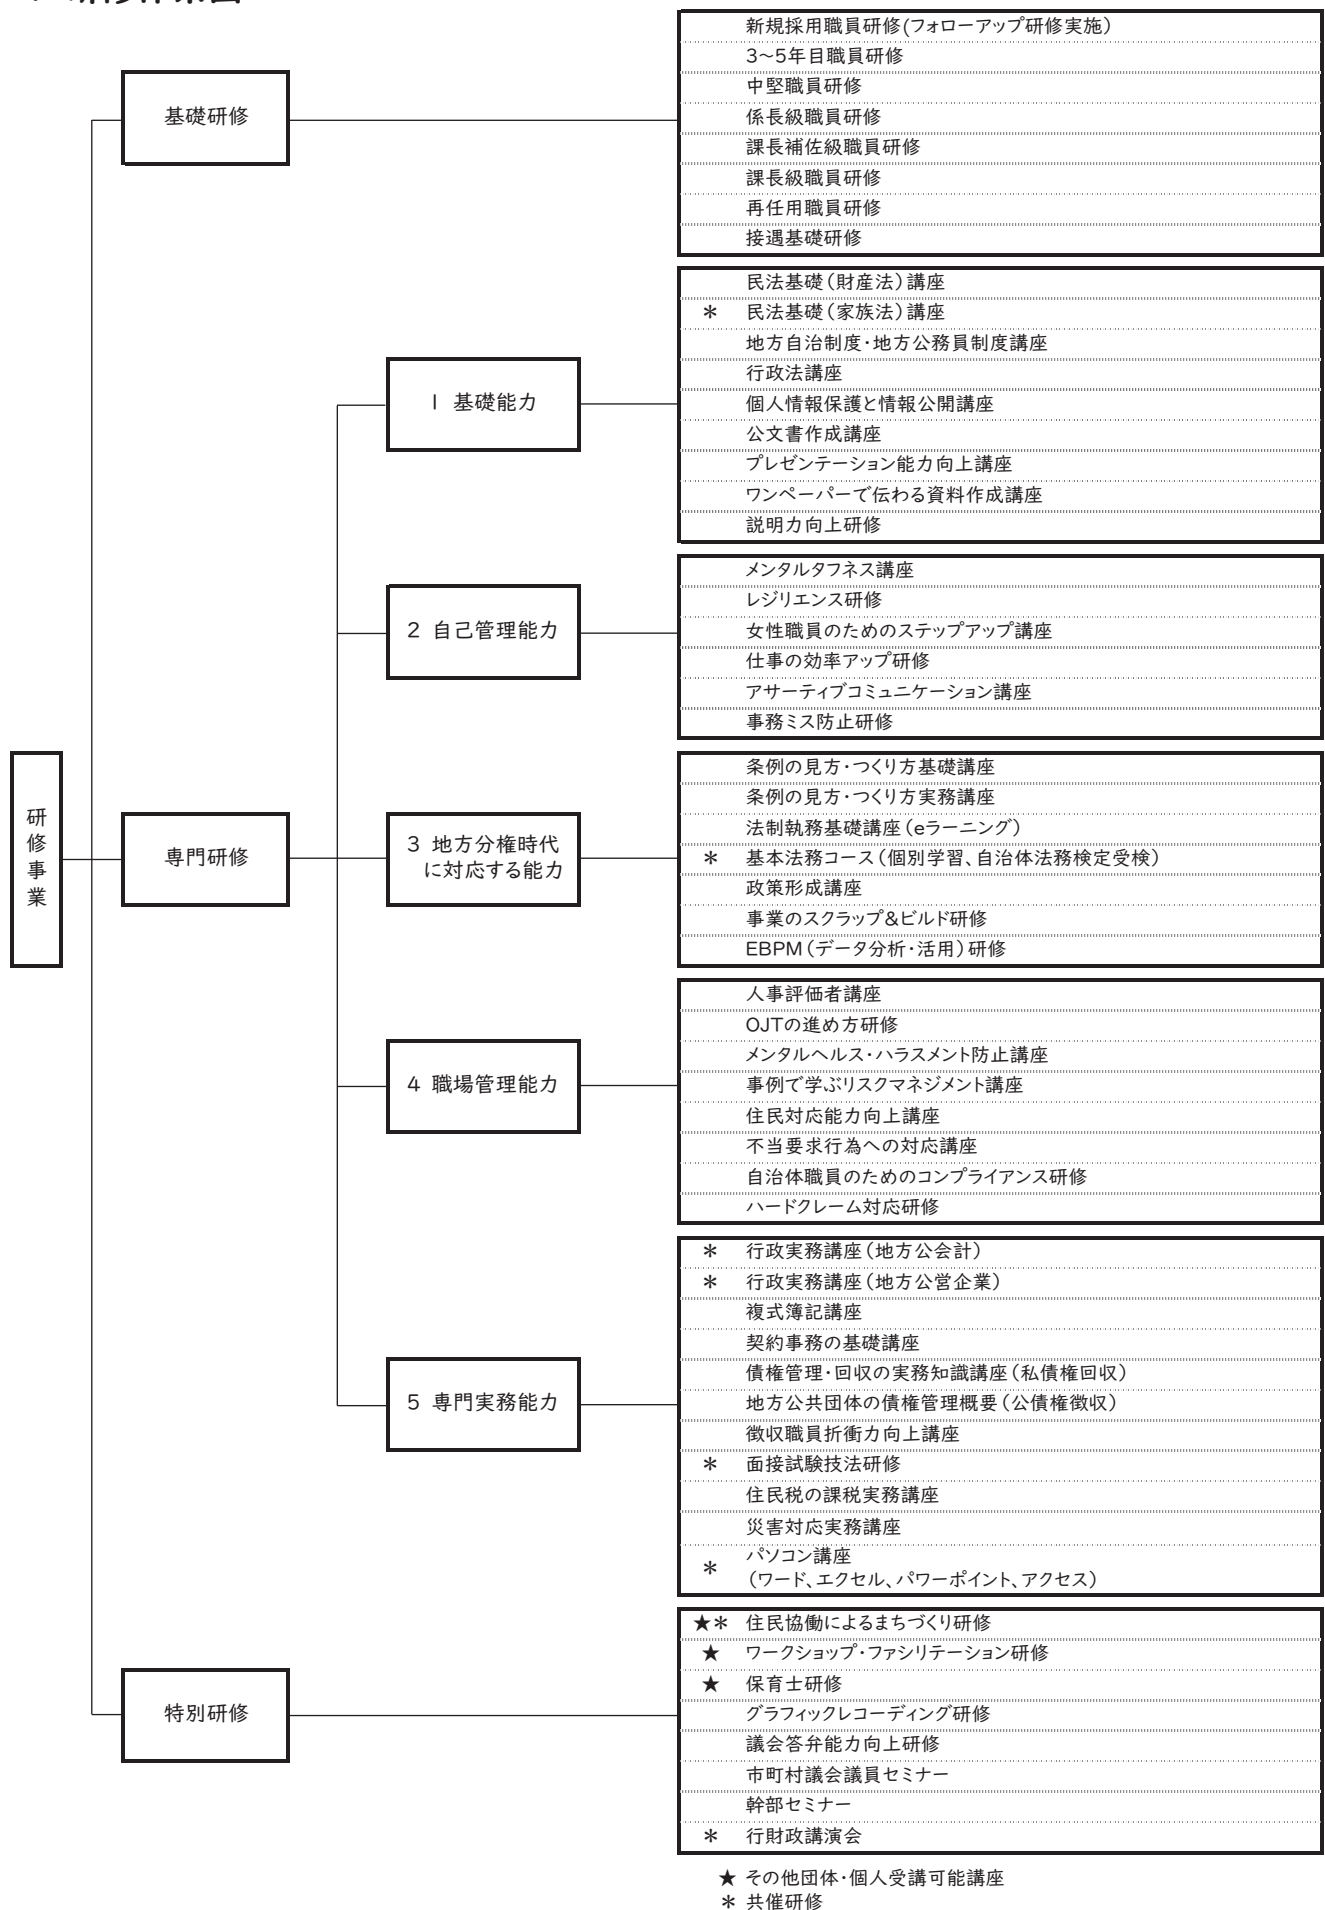 基礎研修
新規採用職員研修(フォローアップ研修実施)
3〜5年目職員研修
中堅職員研修
係長級職員研修
課長補佐級職員研修
課長級職員研修
再任用職員研修
接遇基礎研修
研修事業
専門研修
1 基礎能力
民法基礎（財産法）講座
＊ 民法基礎（家族法）講座
地方自治制度・地方公務員制度講座
行政法講座
個人情報保護と情報公開講座
公文書作成講座
プレゼンテーション能力向上講座
ワンペーパーで伝わる資料作成講座
説明力向上研修
2 自己管理能力
メンタルタフネス講座
レジリエンス研修
女性職員のためのステップアップ講座
仕事の効率アップ研修
アサーティブコミュニケーション講座
事務ミス防止研修
3 地方分権時代
に対応する能力
条例の見方・つくり方基礎講座
条例の見方・つくり方実務講座
法制執務基礎講座（eラーニング）
＊ 基本法務コース（個別学習、自治体法務検定受検）
政策形成講座
事業のスクラップ&ビルド研修
EBPM（データ分析・活用）研修
4 職場管理能力
人事評価者講座
OJTの進め方研修
メンタルヘルス・ハラスメント防止講座
事例で学ぶリスクマネジメント講座
住民対応能力向上講座
不当要求行為への対応講座
自治体職員のためのコンプライアンス研修
ハードクレーム対応研修
5 専門実務能力
＊ 行政実務講座（地方公会計）
＊ 行政実務講座（地方公営企業）
複式簿記講座
契約事務の基礎講座
債権管理・回収の実務知識講座（私債権回収）
地方公共団体の債権管理概要（公債権徴収）
徴収職員折衝力向上講座
＊ 面接試験技法研修
住民税の課税実務講座
災害対応実務講座
＊ パソコン講座
（ワード、エクセル、パワーポイント、アクセス）
特別研修
★＊ 住民協働によるまちづくり研修
★ ワークショップ・ファシリテーション研修
★ 保育士研修
グラフィックレコーディング研修
議会答弁能力向上研修
市町村議会議員セミナー
幹部セミナー
＊ 行財政講演会
★ その他団体・個人受講可能講座
＊ 共催研修